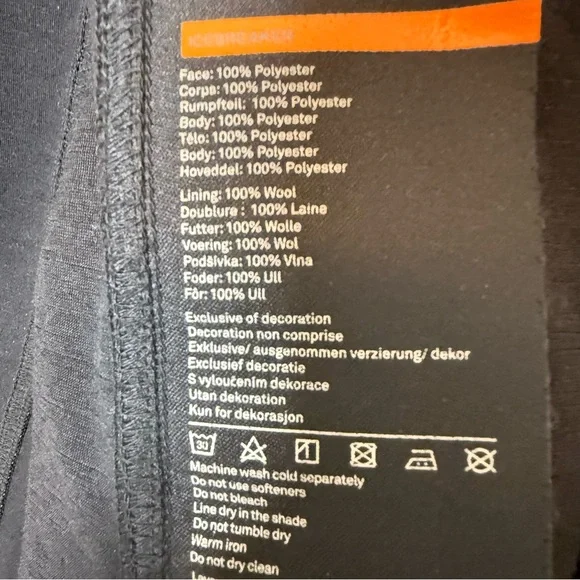 Face: 100% Polyester
Corps: 100% Polyester
Rumpfteil: 100% Polyester
Body: 100% Polyester
Tělo: 100% Polyester
Body: 100% Polyester
Hoveddel: 100% Polyester
Lining: 100% Wool
Doublure : 100% Laine
Futter: 100% Wolle
Voering: 100% Wol
Podšívka: 100% Vlna
Foder: 100% Ull
Fôr: 100% Ull
Exclusive of decoration
Decoration non comprise
Exklusive/ ausgenommen verzierung/ dekor
Exclusief decoratie
S vyloučením dekorace
Utan dekoration
Kun for dekorasjon
30
Machine wash cold separately
Do not use softeners
Do not bleach
Line dry in the shade
Do not tumble dry
Warm iron
Do not dry clean